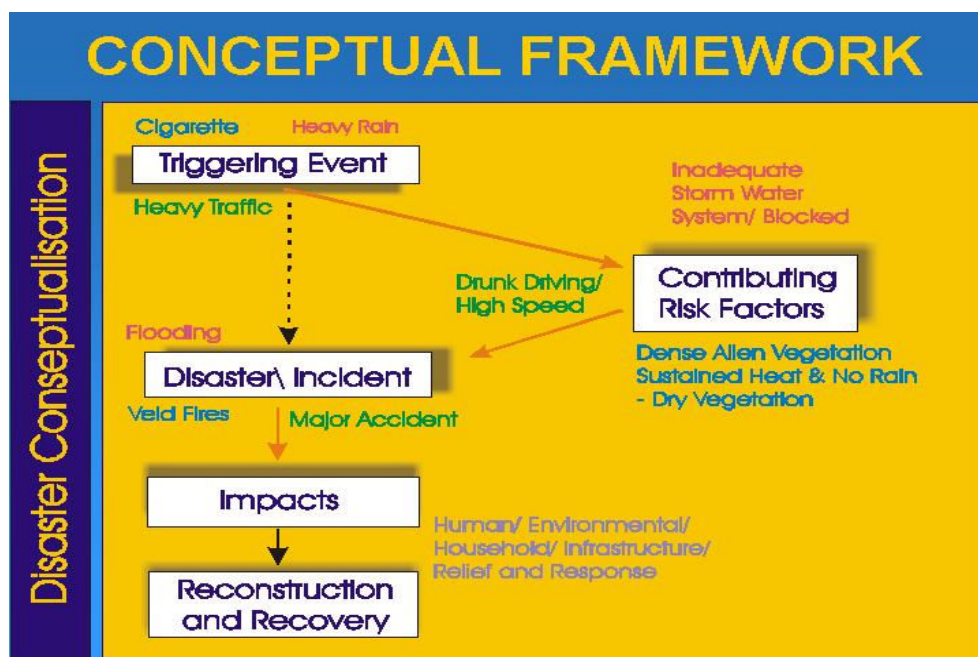 CONCEPTUAL FRAMEWORK
Disaster Conseptualisation
Cigarette
Heavy Rain
Triggering Event
Heavy Traffic
Inadequate
Storm Water
System/ Blocked
Contributing
Risk Factors
Drunk Driving/
High Speed
Dense Alien Vegetation
Sustained Heat & No Rain
- Dry Vegetation
Flooding
Disaster\ Incident
Veld Fires
Major Accident
Impacts
Human/ Environmental/
Household/ Infrastructure/
Relief and Response
Reconstruction
and Recovery